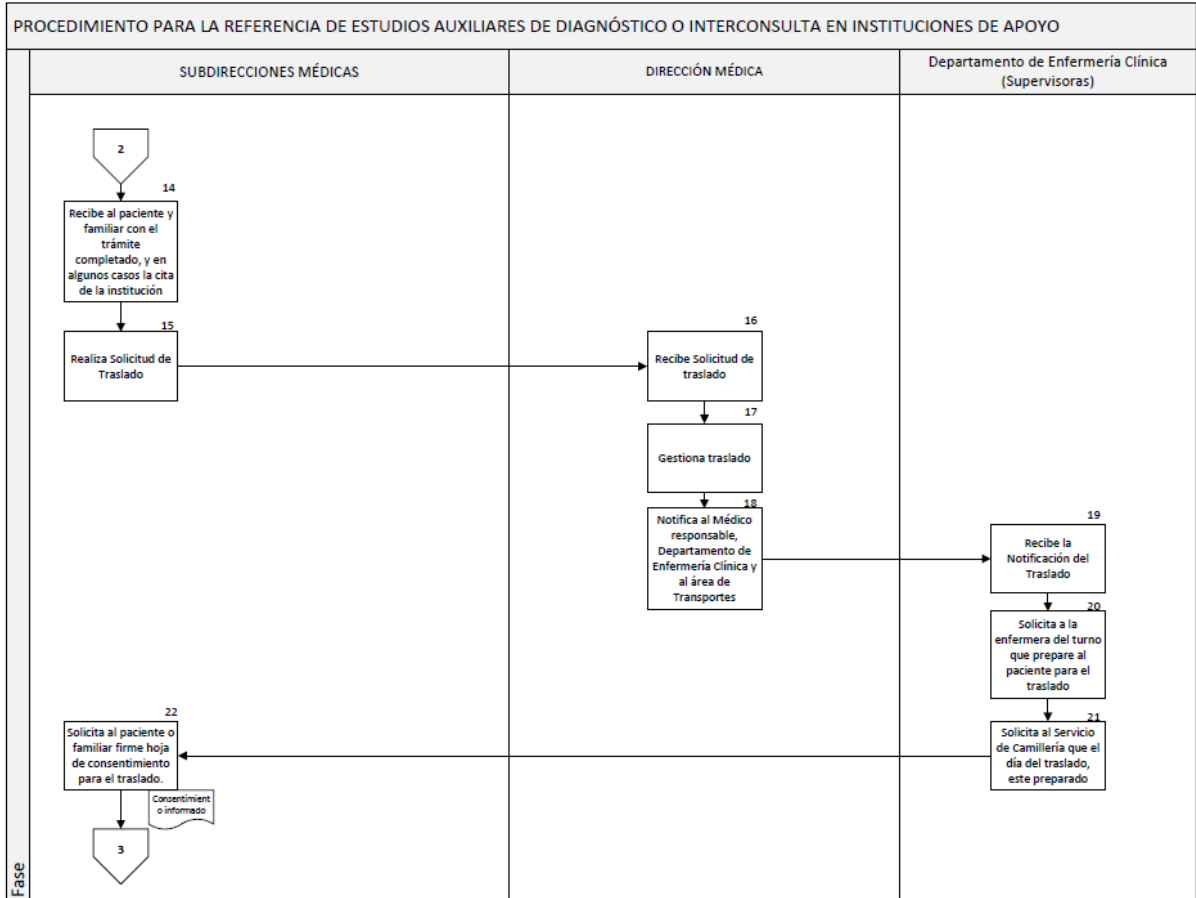 PROCEDIMIENTO PARA LA REFERENCIA DE ESTUDIOS AUXILIARES DE DIAGNÓSTICO O INTERCONSULTA EN INSTITUCIONES DE APOYO
SUBDIRECCIONES MÉDICAS
DIRECCIÓN MÉDICA
Departamento de Enfermería Clínica
(Supervisoras)
2
14
Recibe al paciente y
familiar con el
trámite
completado, y en
algunos casos la cita
de la institución
15
Realiza Solicitud de
Traslado
16
Recibe Solicitud de
traslado
17
Gestiona traslado
18
Notifica al Médico
responsable,
Departamento de
Enfermería Clínica y
al área de
Transportes
19
Recibe la
Notificación del
Traslado
20
Solicita a la
enfermera del turno
que prepare al
paciente para el
traslado
21
Solicita al Servicio
de Camillería que el
día del traslado,
este preparado
22
Solicita al paciente o
familiar firme hoja
de consentimiento
para el traslado.
Consentimient
o informado
3
Fase